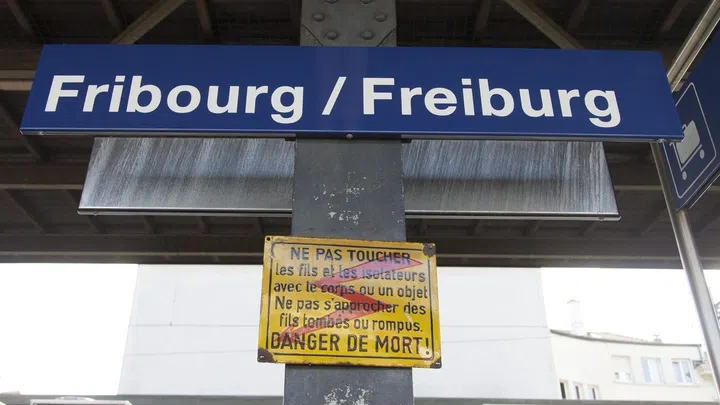 Fribourg / Freiburg
NE PAS TOUCHER
les fils et les isolateurs
avec le corps ou un objet
Ne pas s'approcher des
fils tombés ou rompus.
DANGER DE MORT!